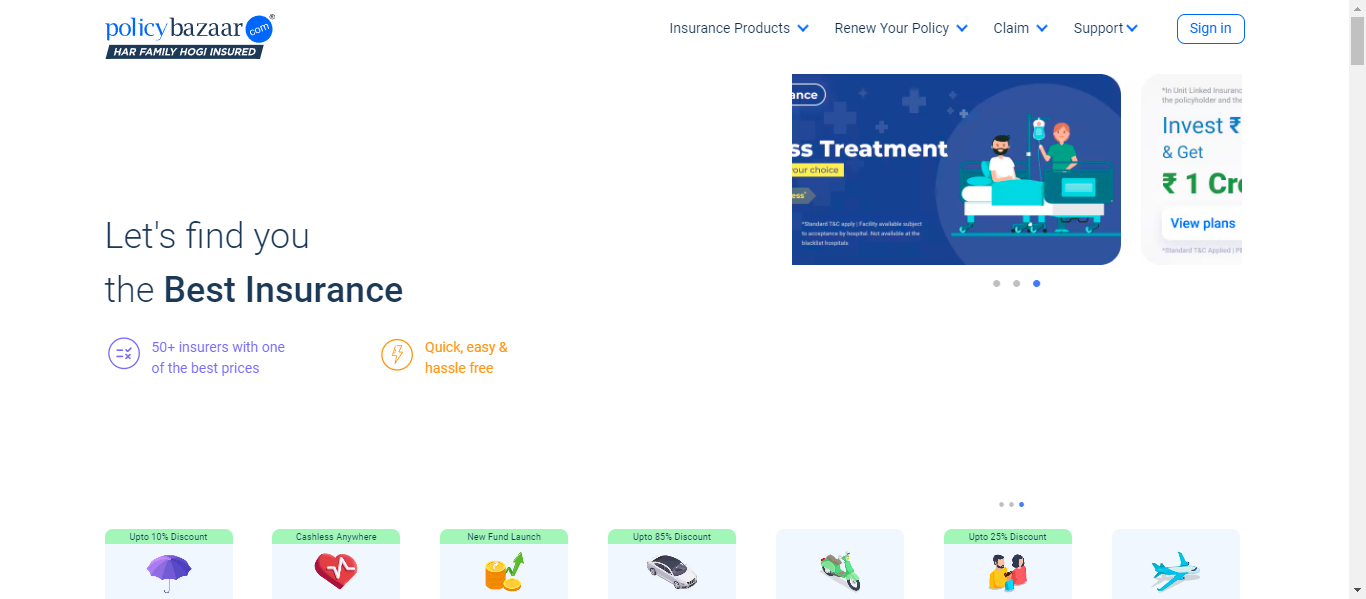 policybazaar.com®
HAR FAMILY HOGI INSURED
Insurance Products
Renew Your Policy
Claim
Support
Sign in
ance
ss Treatment
our choice
ess*
*Standard T&C apply | Facility available subject
to acceptance by hospital. Not available at the
blacklist hospitals
*In Unit Linked Insuranc
the policyholder and the
Invest ₹
& Get
₹ 1 Cr
View plans
*Standard T&C Applied | P
Let's find you
the Best Insurance
50+ insurers with one
of the best prices
Quick, easy &
hassle free
Upto 10% Discount
Cashless Anywhere
New Fund Launch
Upto 85% Discount
Upto 25% Discount